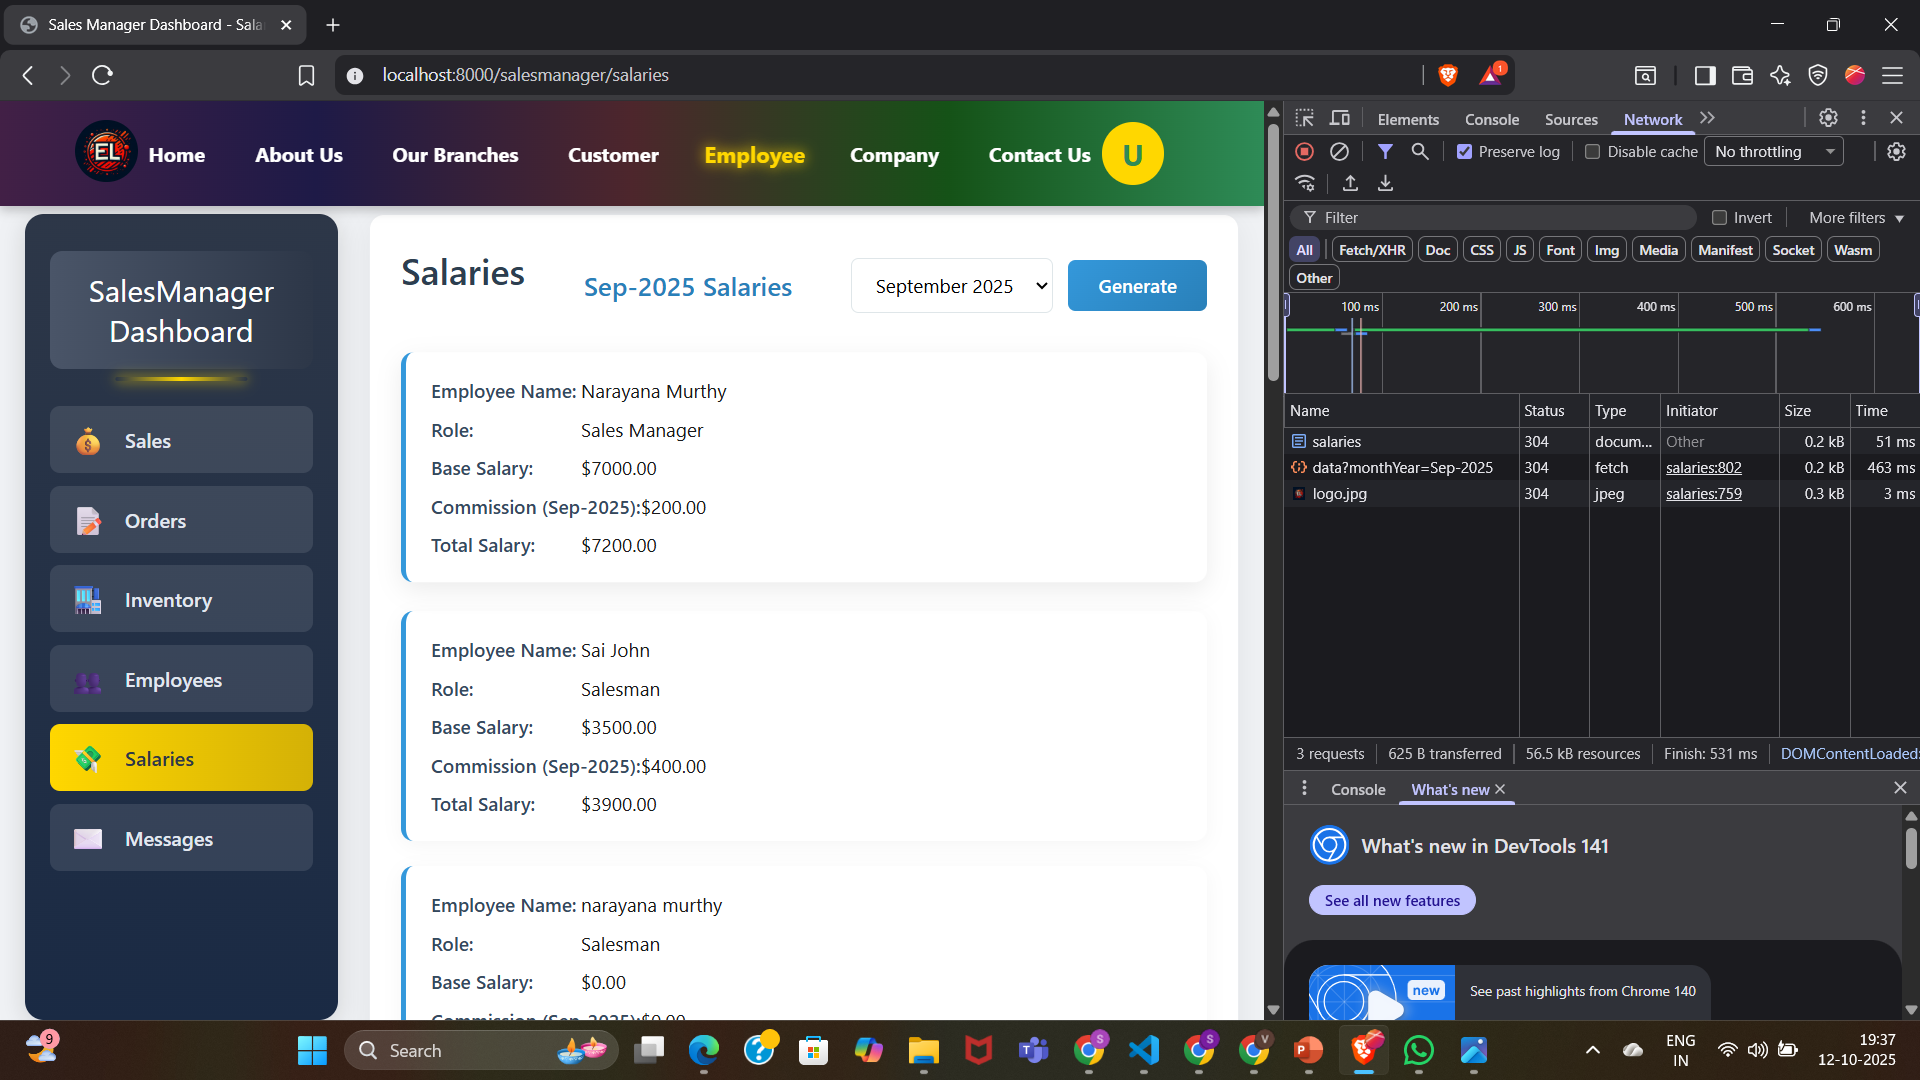 Sales Manager Dashboard - Sala
localhost:8000/salesmanager/salaries
1
EL
Home
About Us
Our Branches
Customer
Employee
Company
Contact Us
U
SalesManager
Dashboard
Sales
Orders
Inventory
Employees
Salaries
Messages
Salaries
Sep-2025 Salaries
September 2025
Generate
Employee Name: Narayana Murthy
Role: Sales Manager
Base Salary: $7000.00
Commission (Sep-2025):$200.00
Total Salary: $7200.00
Employee Name: Sai John
Role: Salesman
Base Salary: $3500.00
Commission (Sep-2025):$400.00
Total Salary: $3900.00
Employee Name: narayana murthy
Role: Salesman
Base Salary: $0.00
Commission (Sep-2025):$0.00
Elements
Console
Sources
Network
Preserve log
Disable cache
No throttling
Filter
Invert
More filters
All
Fetch/XHR
Doc
CSS
JS
Font
Img
Media
Manifest
Socket
Wasm
Other
100 ms
200 ms
300 ms
400 ms
500 ms
600 ms
Name Status Type Initiator Size Time
salaries 304 docum... Other 0.2 kB 51 ms
data?monthYear=Sep-2025 304 fetch salaries:802 0.2 kB 463 ms
logo.jpg 304 jpeg salaries:759 0.3 kB 3 ms
3 requests 625 B transferred 56.5 kB resources Finish: 531 ms DOMContentLoaded:
Console
What's new
What's new in DevTools 141
See all new features
new
See past highlights from Chrome 140
9
Search
S
S
V
P
ENG
IN
19:37
12-10-2025